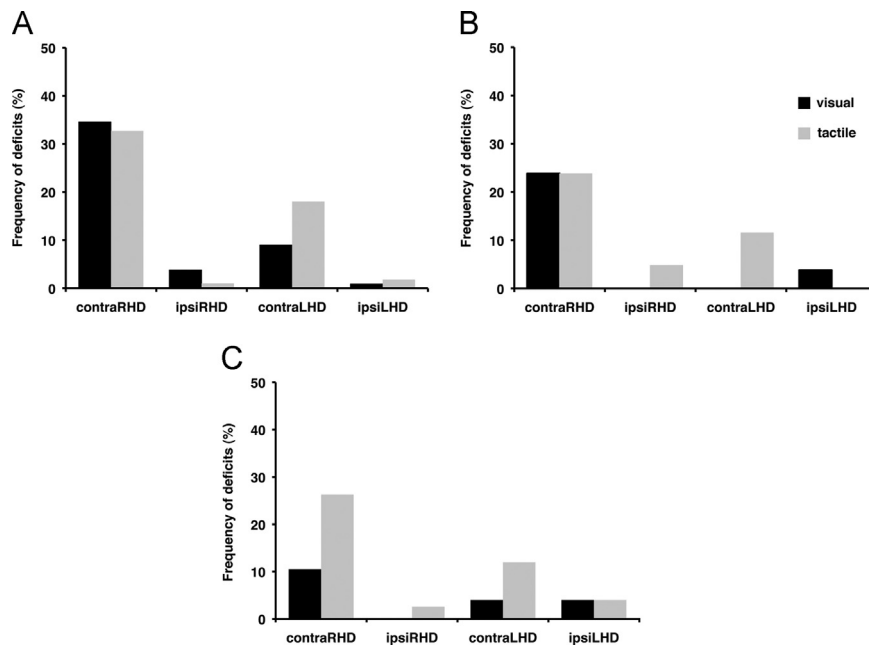 A
Frequency of deficits (%)
50
40
30
20
10
0
contraRHD ipsiRHD contraLHD ipsiLHD
B
Frequency of deficits (%)
50
40
30
20
10
0
contraRHD ipsiRHD contraLHD ipsiLHD
visual
tactile
C
Frequency of deficits (%)
50
40
30
20
10
0
contraRHD ipsiRHD contraLHD ipsiLHD